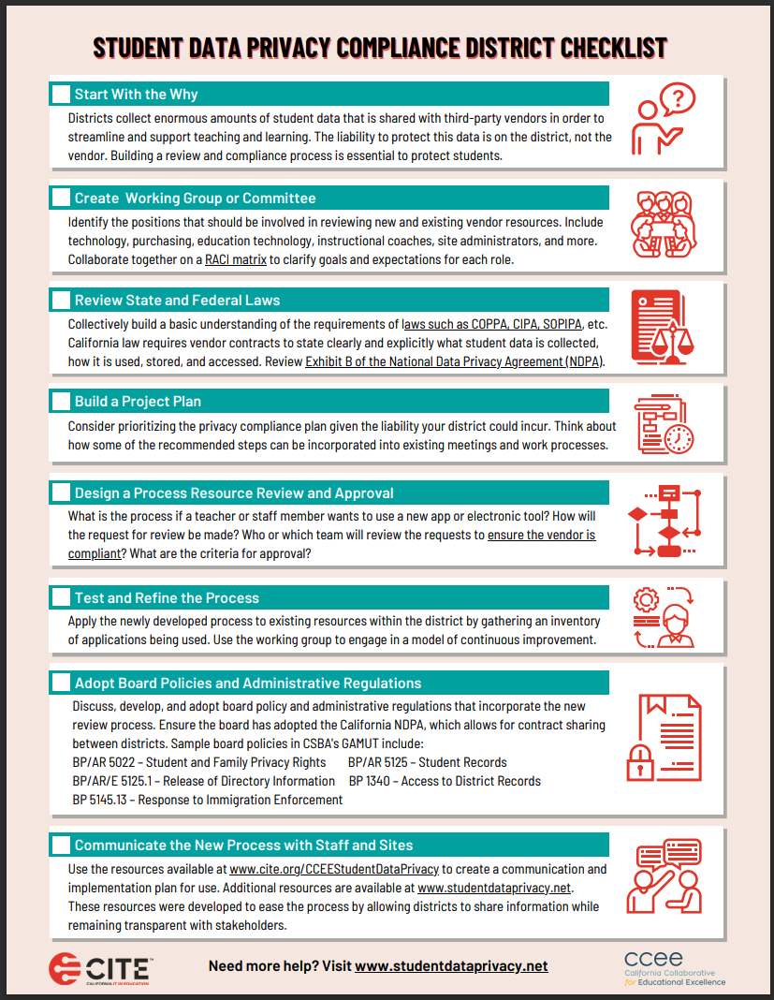 STUDENT DATA PRIVACY COMPLIANCE DISTRICT CHECKLIST
Start With the Why
Districts collect enormous amounts of student data that is shared with third-party vendors in order to
streamline and support teaching and learning. The liability to protect this data is on the district, not the
vendor. Building a review and compliance process is essential to protect students.
?
Create  Working Group or Committee
Identify the positions that should be involved in reviewing new and existing vendor resources. Include
technology, purchasing, education technology, instructional coaches, site administrators, and more.
Collaborate together on a RACI matrix to clarify goals and expectations for each role.
Review State and Federal Laws
Collectively build a basic understanding of the requirements of laws such as COPPA, CIPA, SOPIPA, etc.
California law requires vendor contracts to state clearly and explicitly what student data is collected,
how it is used, stored, and accessed. Review Exhibit B of the National Data Privacy Agreement (NDPA).
Build a Project Plan
Consider prioritizing the privacy compliance plan given the liability your district could incur. Think about
how some of the recommended steps can be incorporated into existing meetings and work processes.
Design a Process Resource Review and Approval
What is the process if a teacher or staff member wants to use a new app or electronic tool? How will
the request for review be made? Who or which team will review the requests to ensure the vendor is
compliant? What are the criteria for approval?
Test and Refine the Process
Apply the newly developed process to existing resources within the district by gathering an inventory
of applications being used. Use the working group to engage in a model of continuous improvement.
Adopt Board Policies and Administrative Regulations
Discuss, develop, and adopt board policy and administrative regulations that incorporate the new
review process. Ensure the board has adopted the California NDPA, which allows for contract sharing
between districts. Sample board policies in CSBA's GAMUT include:
BP/AR 5022 – Student and Family Privacy Rights BP/AR 5125 – Student Records
BP/AR/E 5125.1 – Release of Directory Information BP 1340 – Access to District Records
BP 5145.13 – Response to Immigration Enforcement
Communicate the New Process with Staff and Sites
Use the resources available at www.cite.org/CCEEStudentDataPrivacy to create a communication and
implementation plan for use. Additional resources are available at www.studentdataprivacy.net.
These resources were developed to ease the process by allowing districts to share information while
remaining transparent with stakeholders.
CITE™
CALIFORNIA IT IN EDUCATION
Need more help? Visit www.studentdataprivacy.net
ccee
California Collaborative
for Educational Excellence